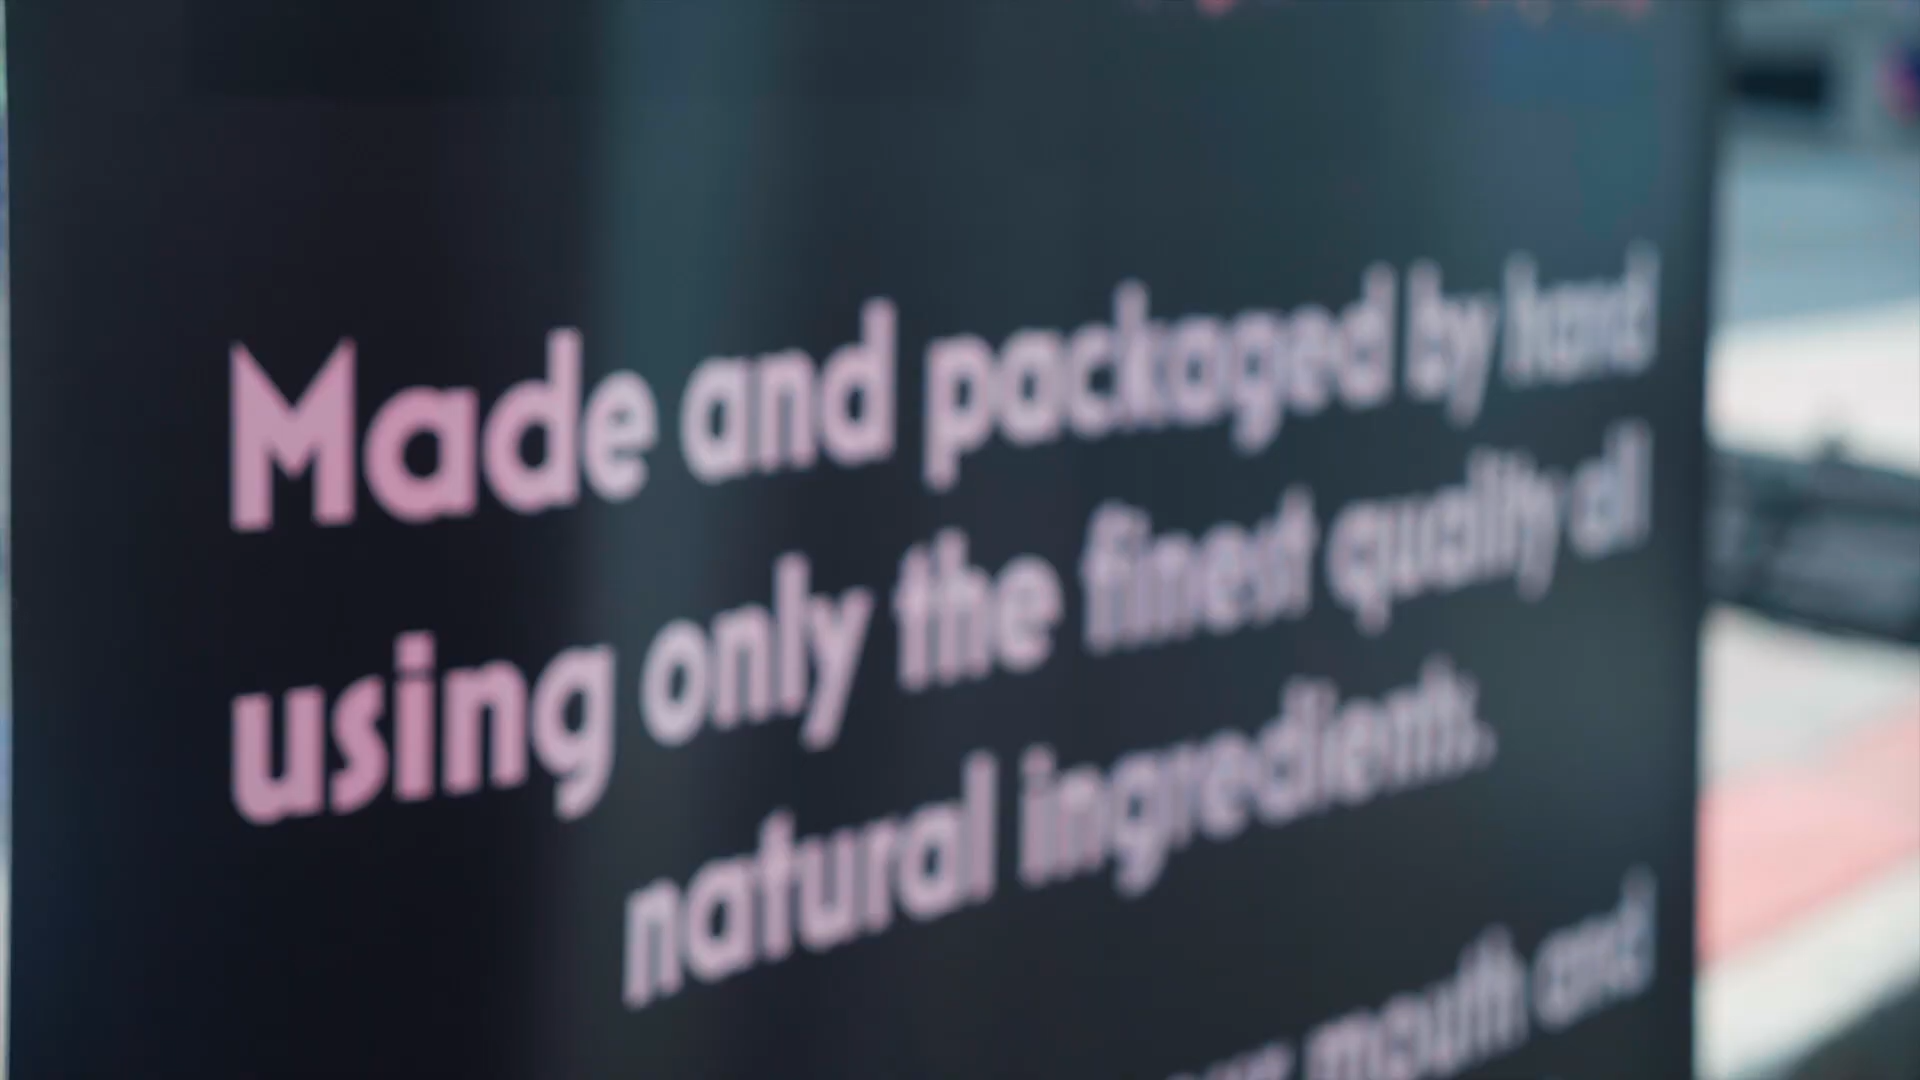 Made and packaged by hand
using only the finest quality all
natural ingredients.
mouth and